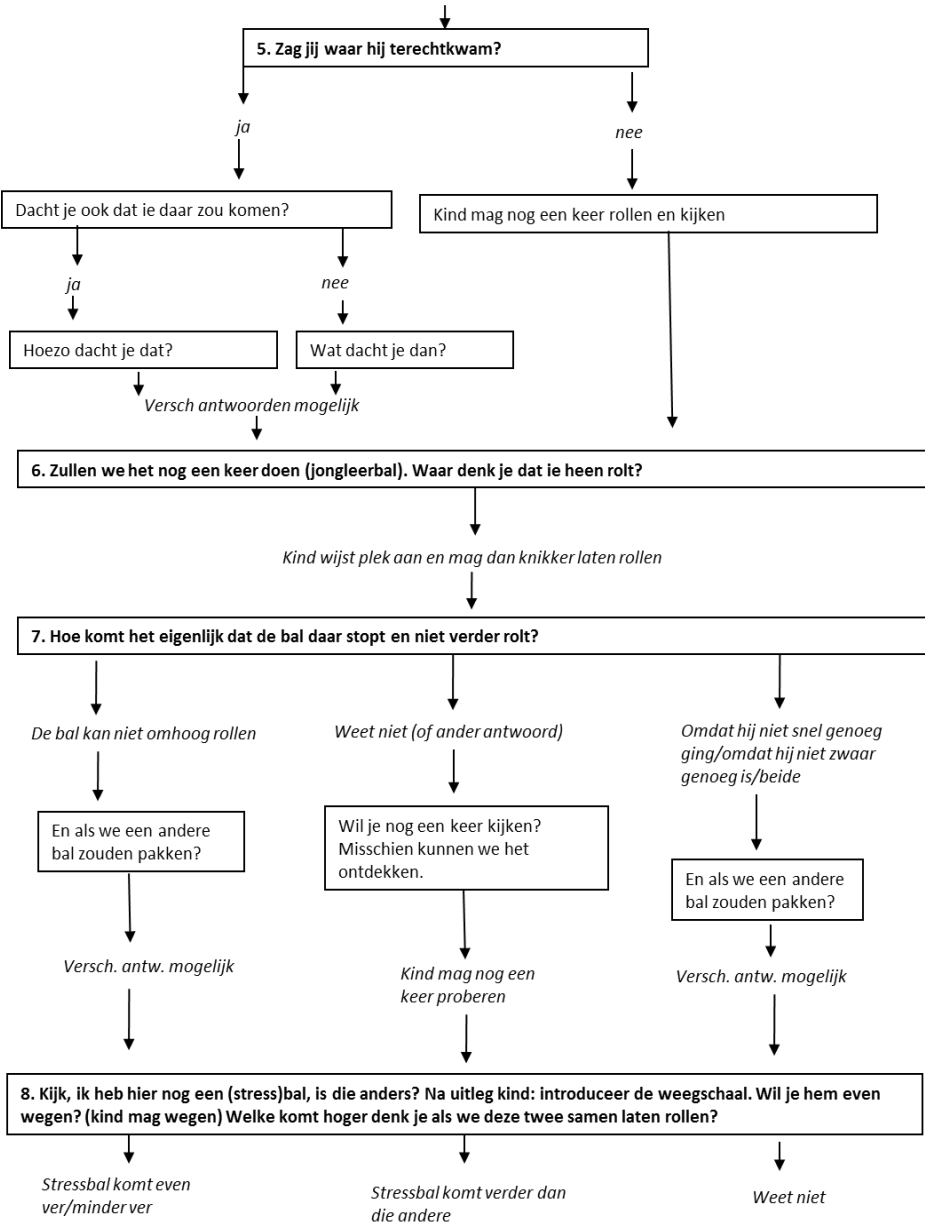 5. Zag jij waar hij terechtkwam?
ja
nee
Dacht je ook dat ie daar zou komen?
Kind mag nog een keer rollen en kijken
ja
nee
Hoezo dacht je dat?
Wat dacht je dan?
Versch antwoorden mogelijk
6. Zullen we het nog een keer doen (jongleerbal). Waar denk je dat ie heen rolt?
Kind wijst plek aan en mag dan knikker laten rollen
7. Hoe komt het eigenlijk dat de bal daar stopt en niet verder rolt?
De bal kan niet omhoog rollen
Weet niet (of ander antwoord)
Omdat hij niet snel genoeg
ging/omdat hij niet zwaar
genoeg is/beide
En als we een andere
bal zouden pakken?
Wil je nog een keer kijken?
Misschien kunnen we het
ontdekken.
En als we een andere
bal zouden pakken?
Versch. antw. mogelijk
Kind mag nog een
keer proberen
Versch. antw. mogelijk
8. Kijk, ik heb hier nog een (stress)bal, is die anders? Na uitleg kind: introduceer de weegschaal. Wil je hem even
wegen? (kind mag wegen) Welke komt hoger denk je als we deze twee samen laten rollen?
Stressbal komt even
ver/minder ver
Stressbal komt verder dan
die andere
Weet niet